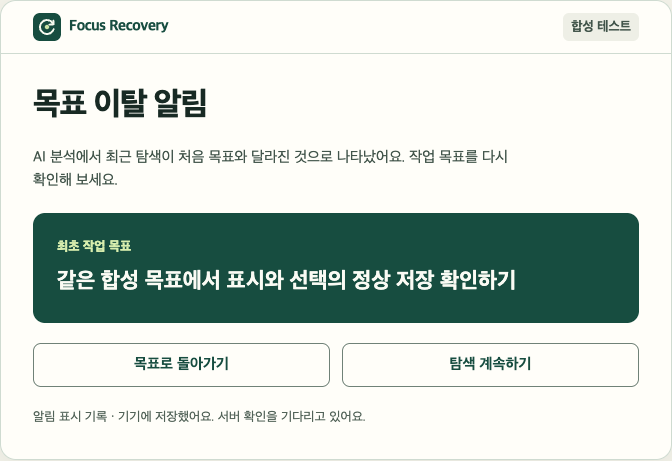 Focus Recovery
합성 테스트
목표 이탈 알림
AI 분석에서 최근 탐색이 처음 목표와 달라진 것으로 나타났어요. 작업 목표를 다시
확인해 보세요.
최초 작업 목표
같은 합성 목표에서 표시와 선택의 정상 저장 확인하기
목표로 돌아가기
탐색 계속하기
알림 표시 기록 · 기기에 저장했어요. 서버 확인을 기다리고 있어요.